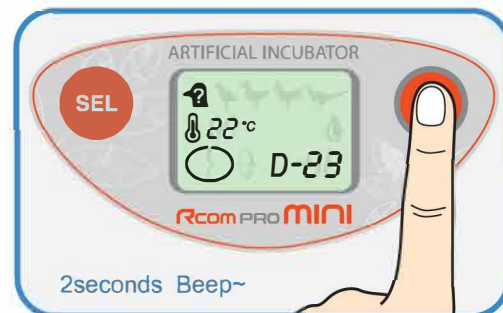 ARTIFICIAL INCUBATOR
SEL
22°C
D-23
Rcom PRO MINI
2seconds Beep~